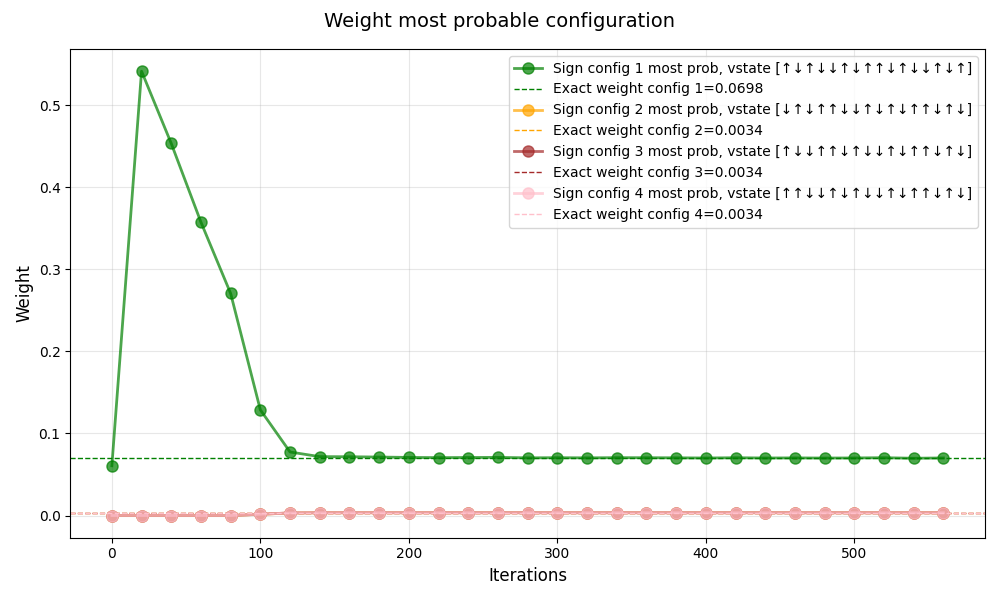 Weight most probable configuration
Sign config 1 most prob, vstate [↑↓↑↓↓↑↓↑↑↓↑↓↓↑↓↑]
Exact weight config 1=0.0698
Sign config 2 most prob, vstate [↓↑↓↑↑↓↓↑↓↑↓↑↑↓↑↓]
Exact weight config 2=0.0034
Sign config 3 most prob, vstate [↑↓↓↑↑↓↑↓↓↑↓↑↑↓↑↓]
Exact weight config 3=0.0034
Sign config 4 most prob, vstate [↑↑↓↓↑↓↑↓↓↑↓↑↑↓↑↓]
Exact weight config 4=0.0034
Weight
0.5
0.4
0.3
0.2
0.1
0.0
0
100
200
300
400
500
Iterations